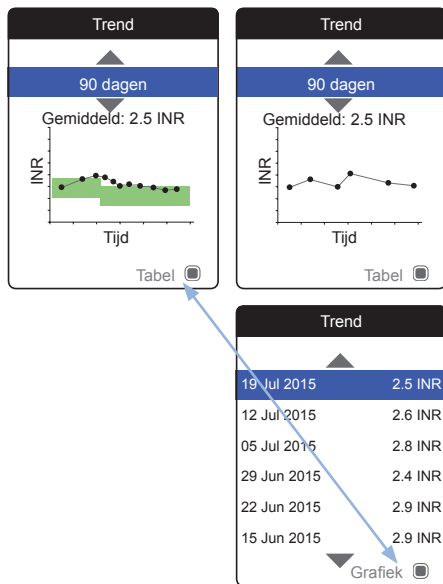 Trend
90 dagen
Gemiddeld: 2.5 INR
INR
Tijd
Tabel
Trend
90 dagen
Gemiddeld: 2.5 INR
INR
Tijd
Tabel
Trend
19 Jul 2015 2.5 INR
12 Jul 2015 2.6 INR
05 Jul 2015 2.8 INR
29 Jun 2015 2.4 INR
22 Jun 2015 2.9 INR
15 Jun 2015 2.9 INR
Grafiek